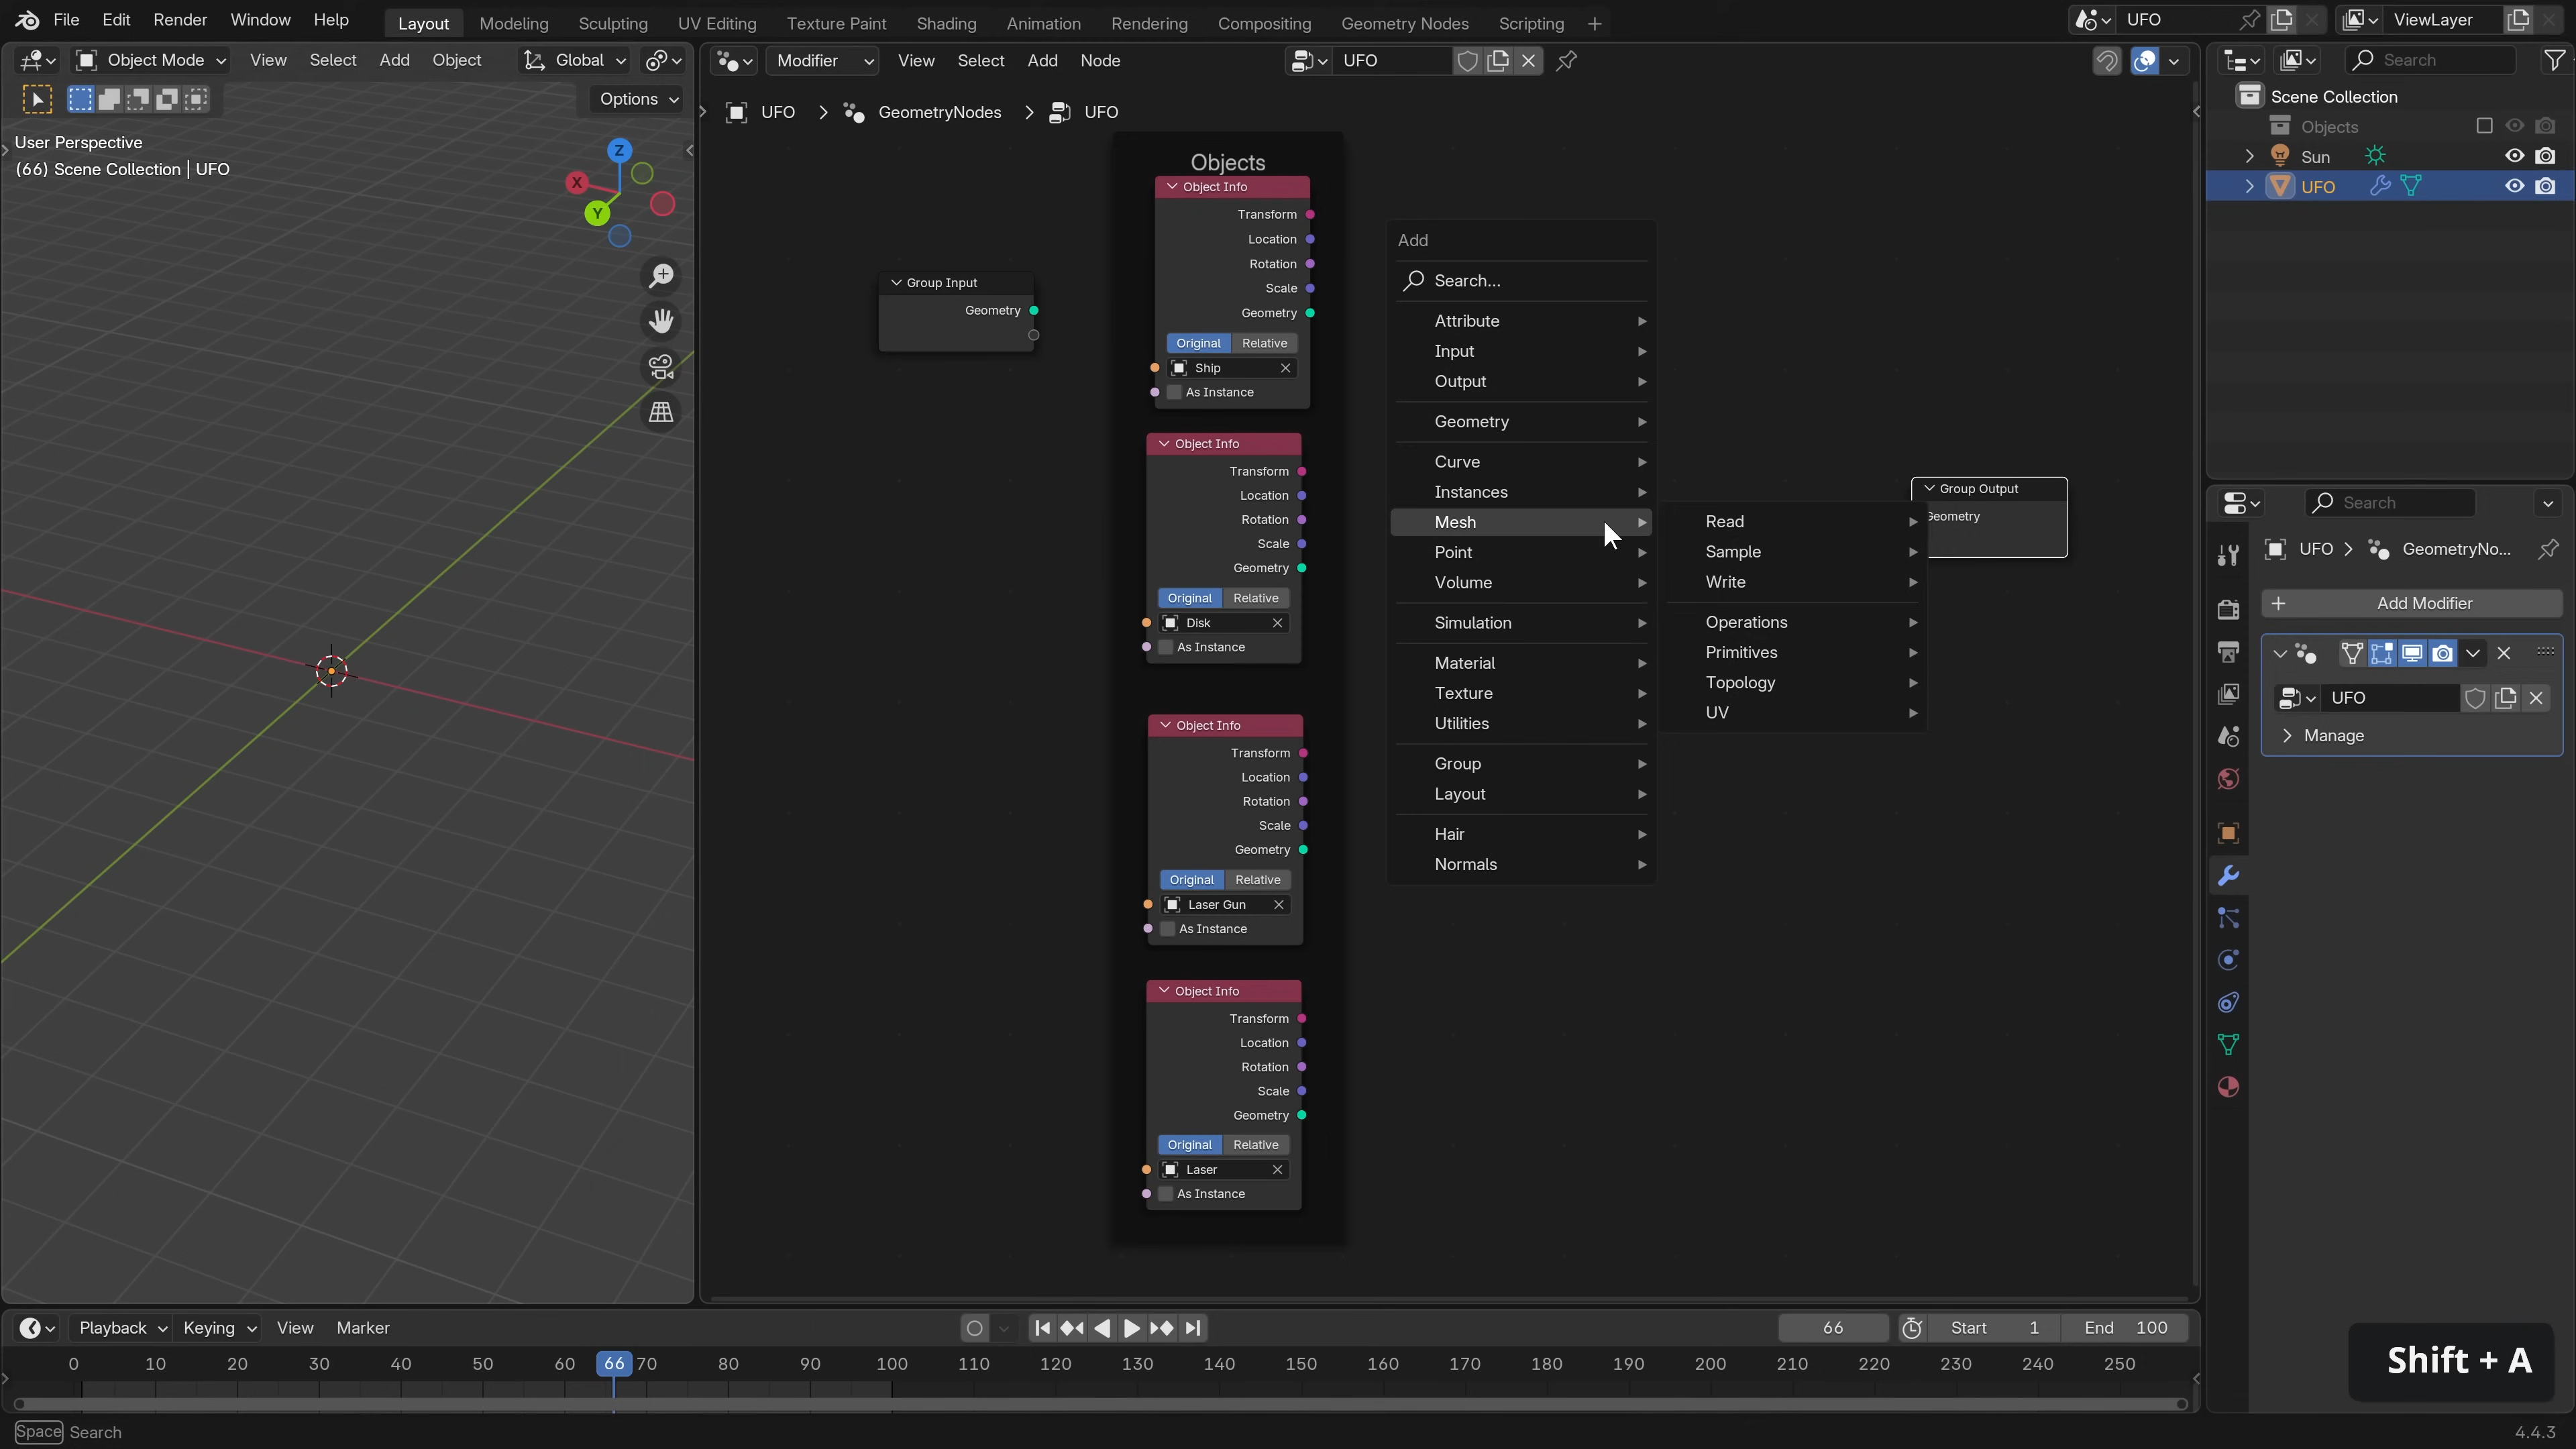 File Edit Render Window Help
Layout Modeling Sculpting UV Editing Texture Paint Shading Animation Rendering Compositing Geometry Nodes Scripting +
UFO
ViewLayer
Object Mode View Select Add Object Global
Options
User Perspective
(66) Scene Collection | UFO
Z
X
Y
Modifier View Select Add Node
UFO
UFO > GeometryNodes > UFO
Group Input
Geometry
Objects
Object Info
Transform
Location
Rotation
Scale
Geometry
Original Relative
Ship
As Instance
Object Info
Transform
Location
Rotation
Scale
Geometry
Original Relative
Disk
As Instance
Object Info
Transform
Location
Rotation
Scale
Geometry
Original Relative
Laser Gun
As Instance
Object Info
Transform
Location
Rotation
Scale
Geometry
Original Relative
Laser
As Instance
Add
Search...
Attribute
Input
Output
Geometry
Curve
Instances
Mesh
Point
Volume
Simulation
Material
Texture
Utilities
Group
Layout
Hair
Normals
Read
Sample
Write
Operations
Primitives
Topology
UV
Group Output
Geometry
Search
Scene Collection
Objects
Sun
UFO
Search
UFO > GeometryNo...
+ Add Modifier
UFO
Manage
Playback Keying View Marker
66
Start 1
End 100
0 10 20 30 40 50 60 66 70 80 90 100 110 120 130 140 150 160 170 180 190 200 210 220 230 240 250
Shift + A
Space Search
4.4.3